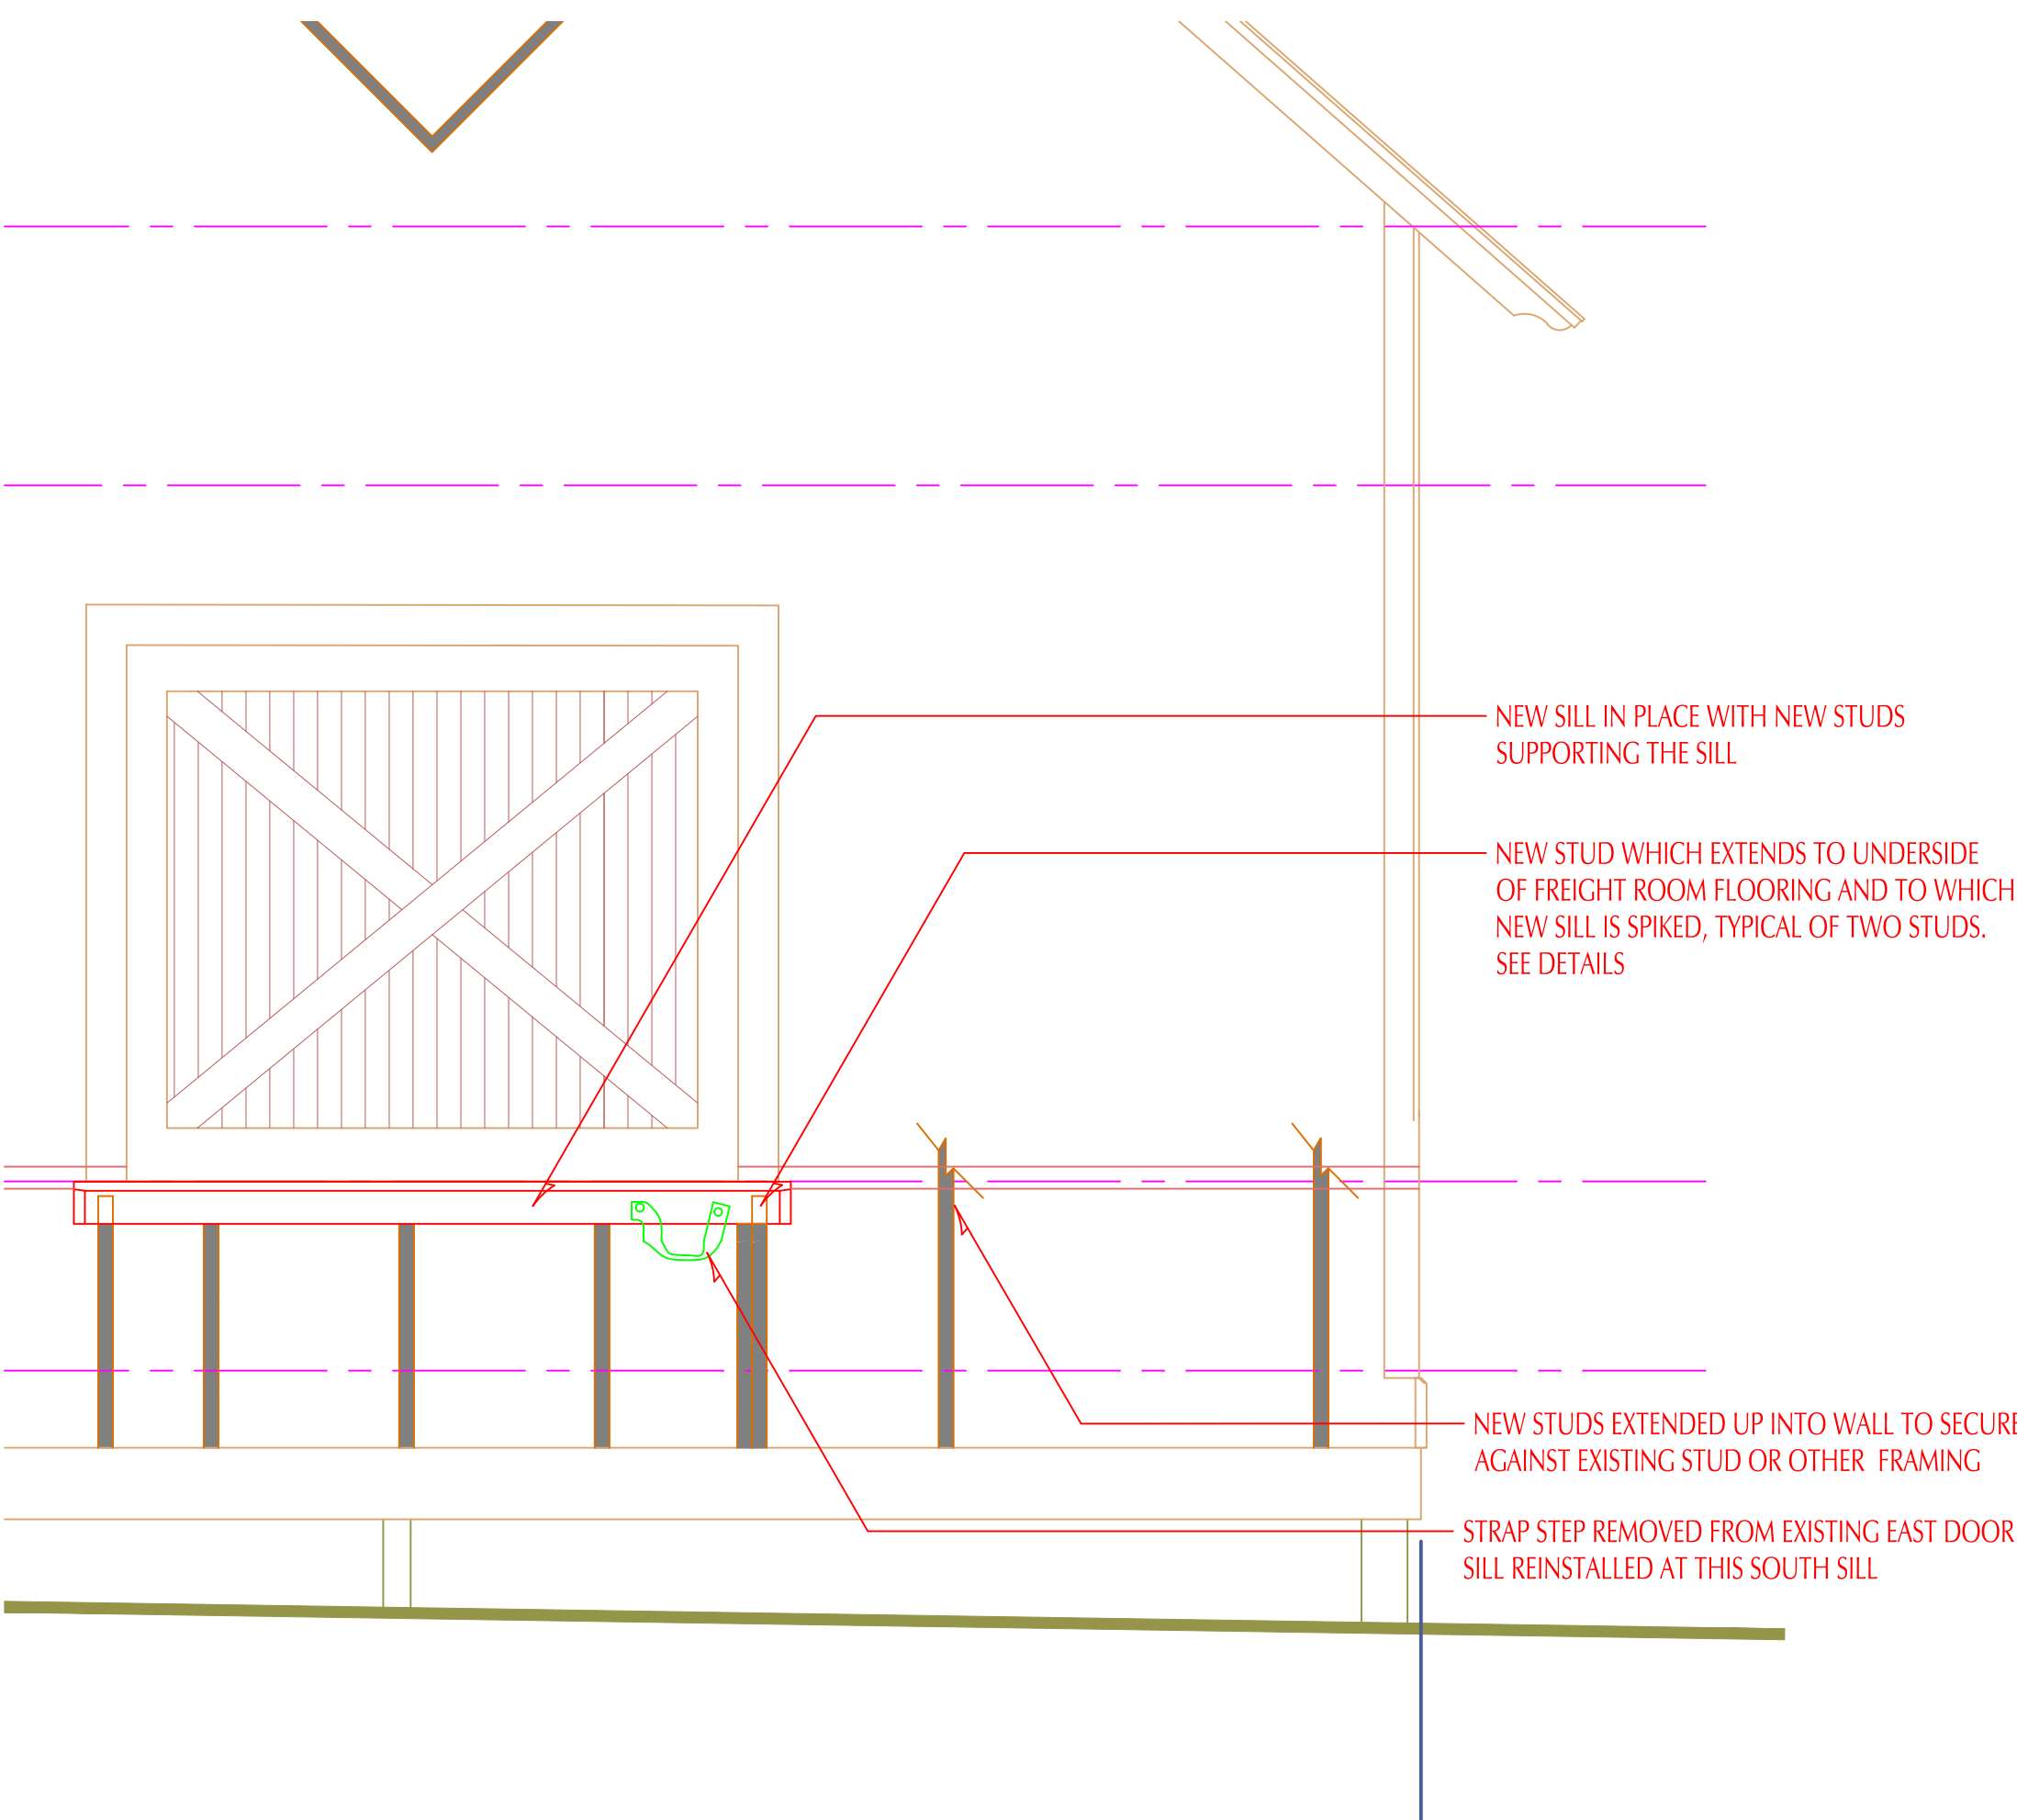 NEW SILL IN PLACE WITH NEW STUDS
SUPPORTING THE SILL
NEW STUD WHICH EXTENDS TO UNDERSIDE
OF FREIGHT ROOM FLOORING AND TO WHICH
NEW SILL IS SPIKED, TYPICAL OF TWO STUDS.
SEE DETAILS
NEW STUDS EXTENDED UP INTO WALL TO SECURE
AGAINST EXISTING STUD OR OTHER FRAMING
STRAP STEP REMOVED FROM EXISTING EAST DOOR
SILL REINSTALLED AT THIS SOUTH SILL